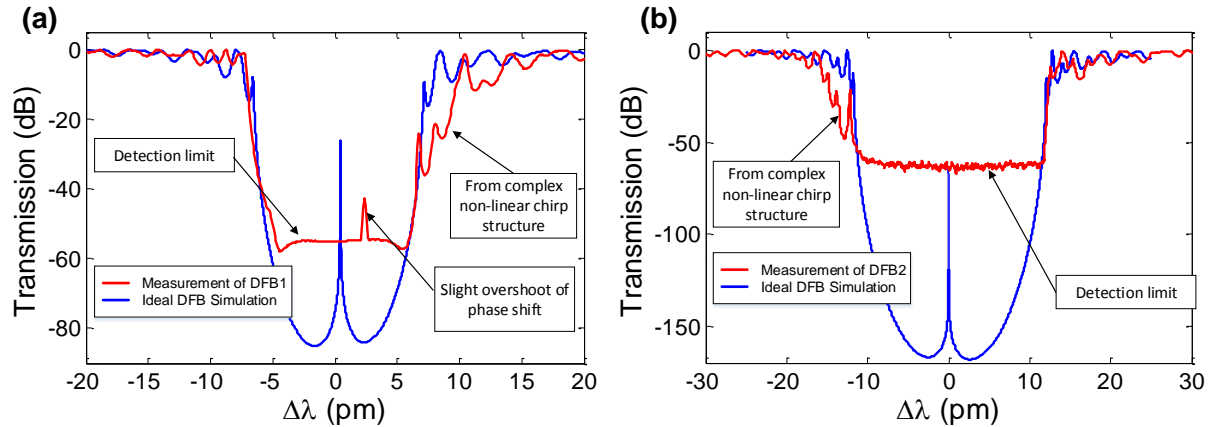 (a)
Transmission (dB)
0
-20
-40
-60
-80
Detection limit
From complex
non-linear chirp
structure
Measurement of DFB1
Ideal DFB Simulation
Slight overshoot of
phase shift
-20 -15 -10 -5 0 5 10 15 20
Δλ (pm)
(b)
Transmission (dB)
0
-50
-100
-150
From complex
non-linear chirp
structure
Measurement of DFB2
Ideal DFB Simulation
Detection limit
-30 -20 -10 0 10 20 30
Δλ (pm)